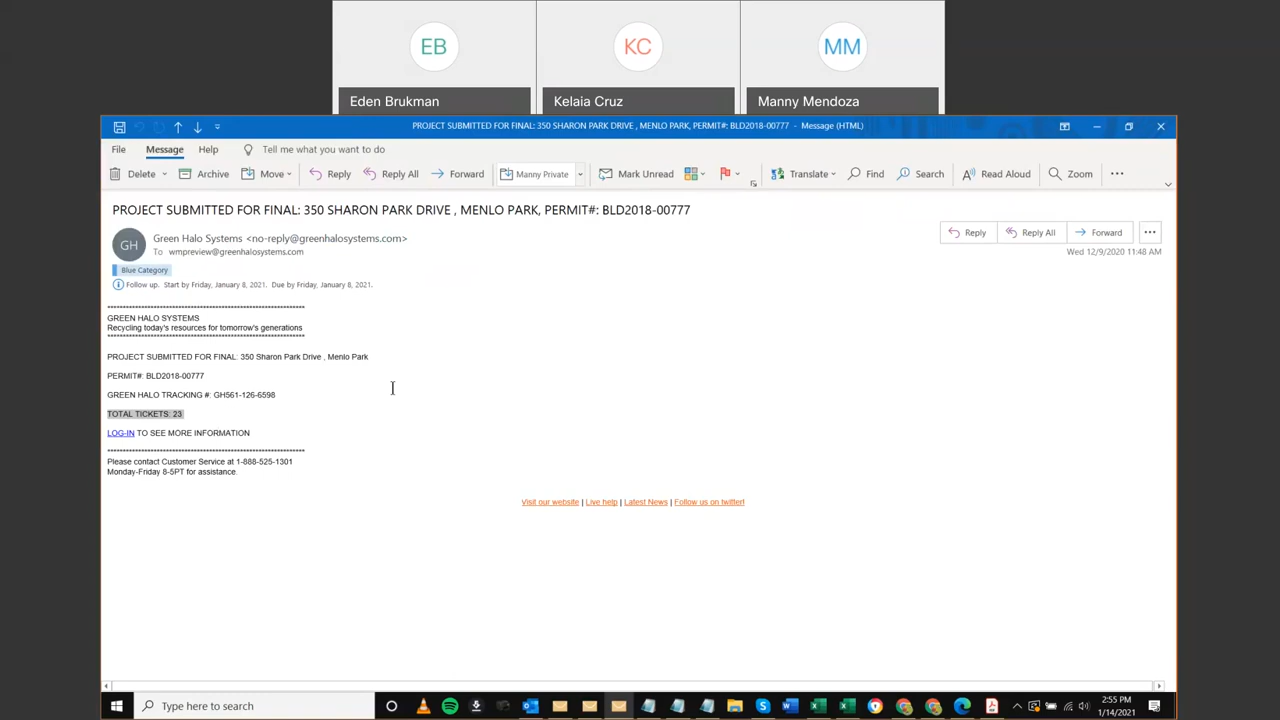 EB
KC
MM
Eden Brukman
Kelaia Cruz
Manny Mendoza
PROJECT SUBMITTED FOR FINAL: 350 SHARON PARK DRIVE , MENLO PARK, PERMIT#: BLD2018-00777 - Message (HTML)
File Message Help Tell me what you want to do
Delete Archive Move Reply Reply All Forward Manny Private Mark Unread Translate Find Search Read Aloud Zoom
PROJECT SUBMITTED FOR FINAL: 350 SHARON PARK DRIVE , MENLO PARK, PERMIT#: BLD2018-00777
GH
Green Halo Systems <no-reply@greenhalosystems.com>
To wmpreview@greenhalosystems.com
Reply Reply All Forward
Wed 12/9/2020 11:48 AM
Blue Category
Follow up. Start by Friday, January 8, 2021. Due by Friday, January 8, 2021.
GREEN HALO SYSTEMS
Recycling today's resources for tomorrow's generations
PROJECT SUBMITTED FOR FINAL: 350 Sharon Park Drive , Menlo Park
PERMIT#: BLD2018-00777
GREEN HALO TRACKING #: GH561-126-6598
TOTAL TICKETS: 23
LOG-IN TO SEE MORE INFORMATION
Please contact Customer Service at 1-888-525-1301
Monday-Friday 8-5PT for assistance.
Visit our website | Live help | Latest News | Follow us on twitter!
Type here to search
2:55 PM
1/14/2021